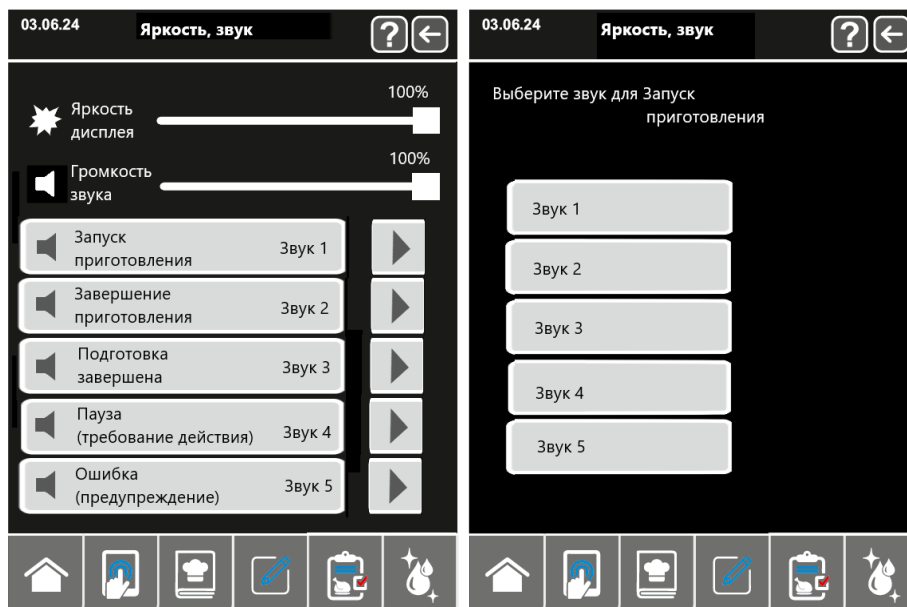 03.06.24
Яркость, звук
?
Яркость
дисплея
100%
Громкость
звука
100%
Запуск
приготовления
Звук 1
Завершение
приготовления
Звук 2
Подготовка
завершена
Звук 3
Пауза
(требование действия)
Звук 4
Ошибка
(предупреждение)
Звук 5
03.06.24
Яркость, звук
?
Выберите звук для Запуск
приготовления
Звук 1
Звук 2
Звук 3
Звук 4
Звук 5